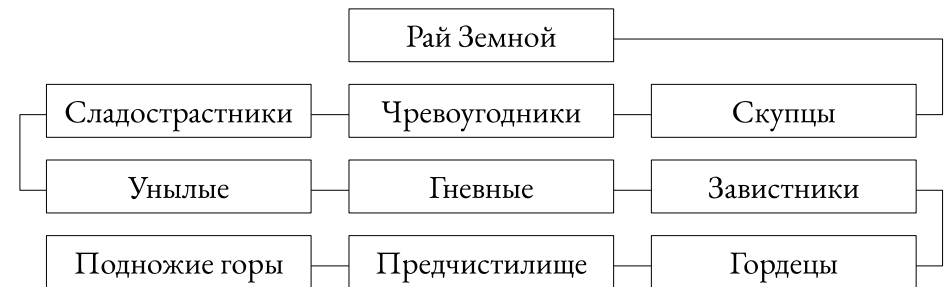 Рай Земной
Сладострастники Чревоугодники Скупцы
Унылые Гневные Завистники
Подножие горы Предчистилище Гордецы